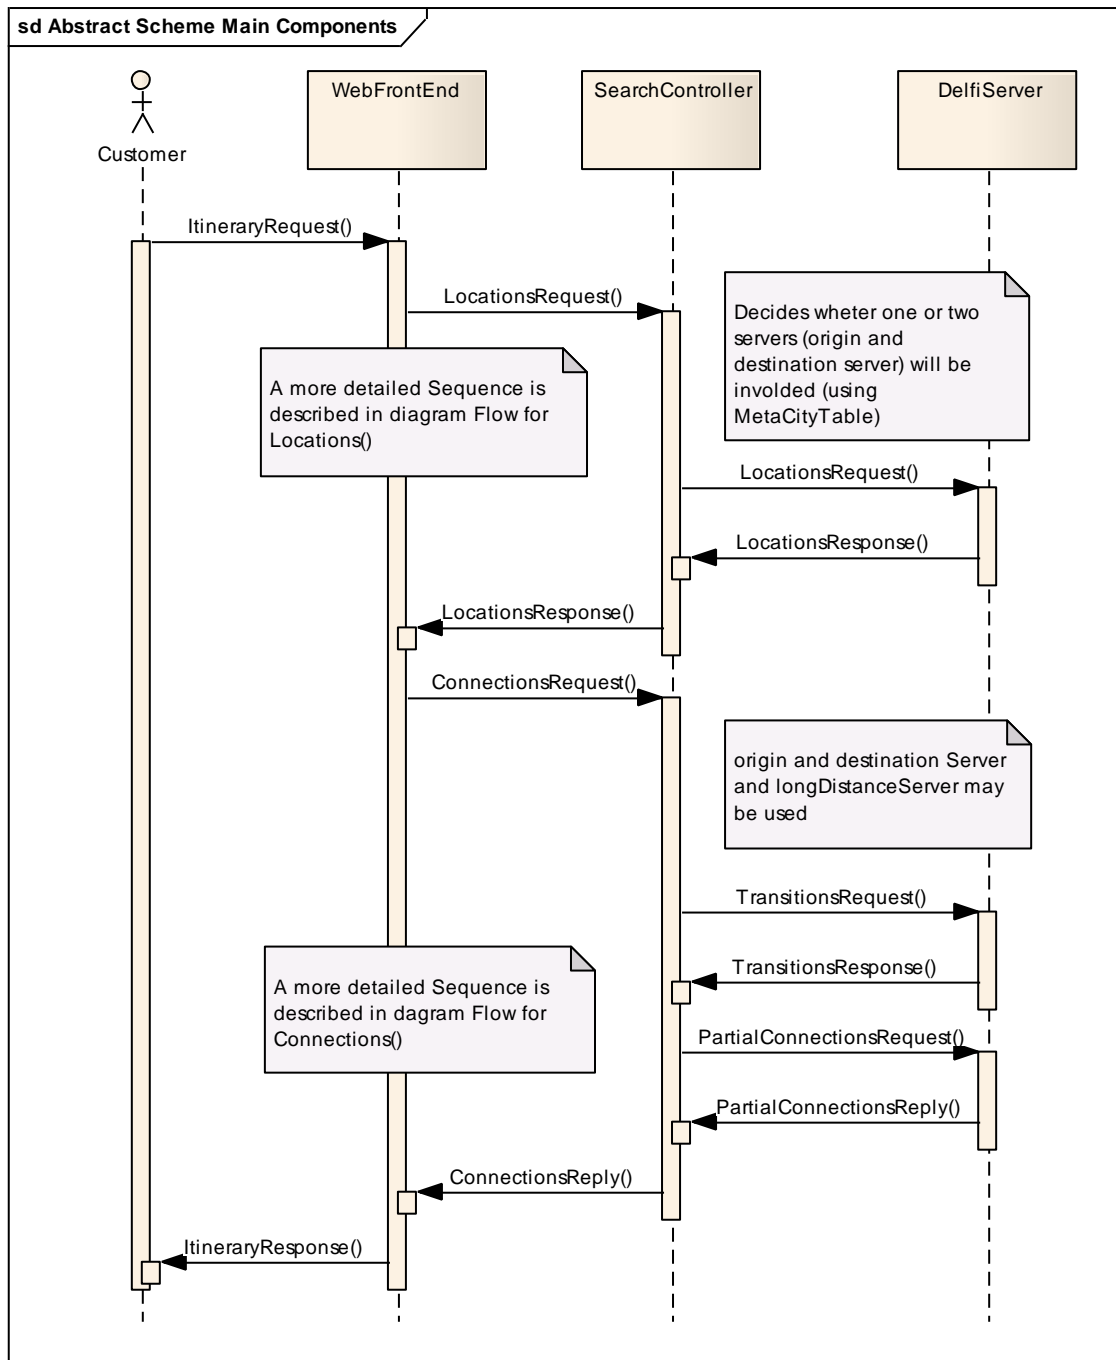 sd Abstract Scheme Main Components
WebFrontEnd
SearchController
DelfiServer
Customer
ItineraryRequest()
LocationsRequest()
Decides wheter one or two
servers (origin and
destination server) will be
involded (using
MetaCityTable)
A more detailed Sequence is
described in diagram Flow for
Locations()
LocationsRequest()
LocationsResponse()
LocationsResponse()
ConnectionsRequest()
origin and destination Server
and longDistanceServer may
be used
TransitionsRequest()
A more detailed Sequence is
described in dagram Flow for
Connections()
TransitionsResponse()
PartialConnectionsRequest()
PartialConnectionsReply()
ConnectionsReply()
ItineraryResponse()